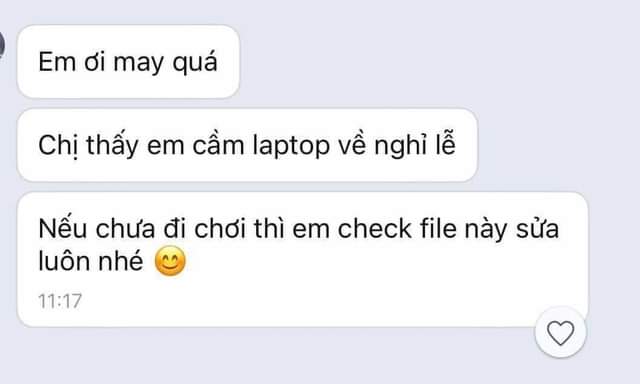 Em ơi may quá
Chị thấy em cầm laptop về nghỉ lễ
Nếu chưa đi chơi thì em check file này sửa
luôn nhé 😊
11:17